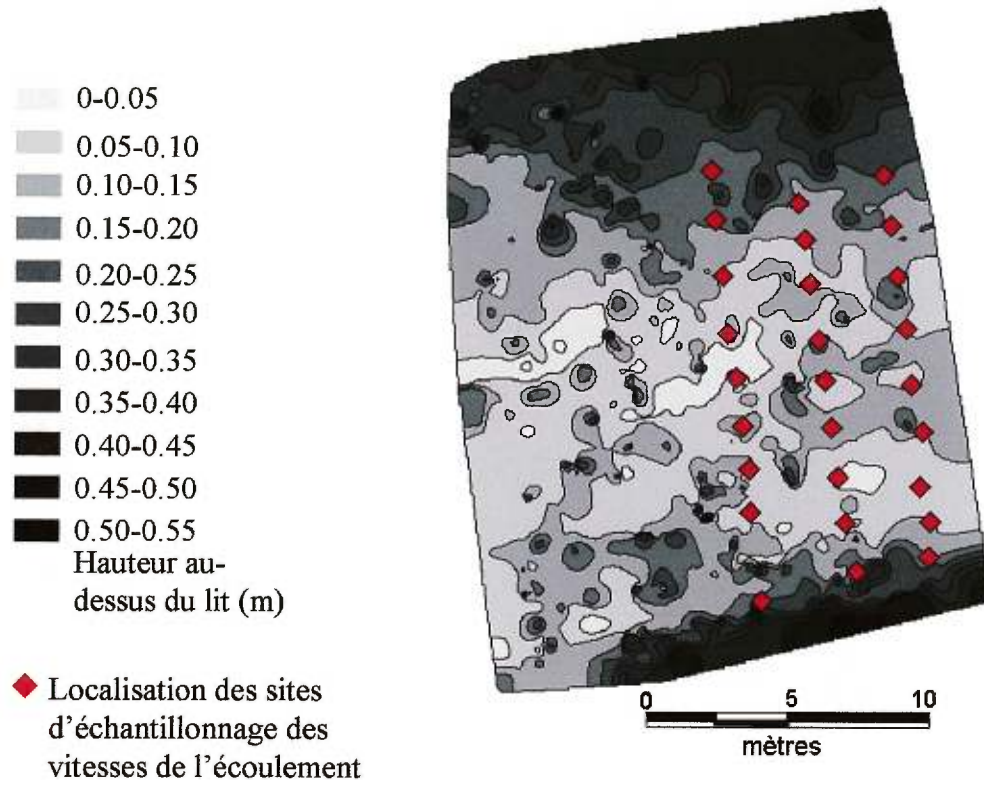 0-0.05
0.05-0.10
0.10-0.15
0.15-0.20
0.20-0.25
0.25-0.30
0.30-0.35
0.35-0.40
0.40-0.45
0.45-0.50
0.50-0.55
Hauteur au-
dessus du lit (m)
Localisation des sites
d'échantillonnage des
vitesses de l'écoulement
0 5 10
mètres